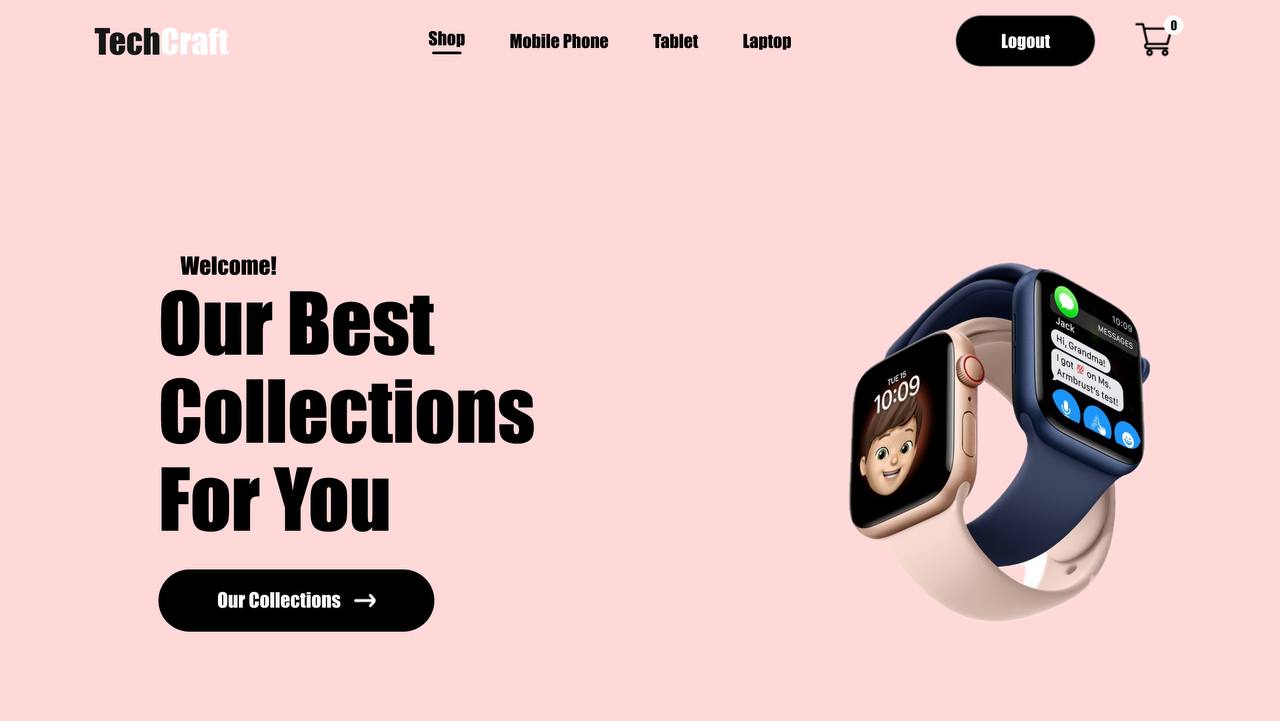 TechCraft
Shop
Mobile Phone
Tablet
Laptop
Logout
0
Welcome!
Our Best
Collections
For You
Our Collections
TUE 15
10:09
10:09
MESSAGES
Jack
Hi, Grandma!
I got 💯 on Ms.
Armbrust's test!